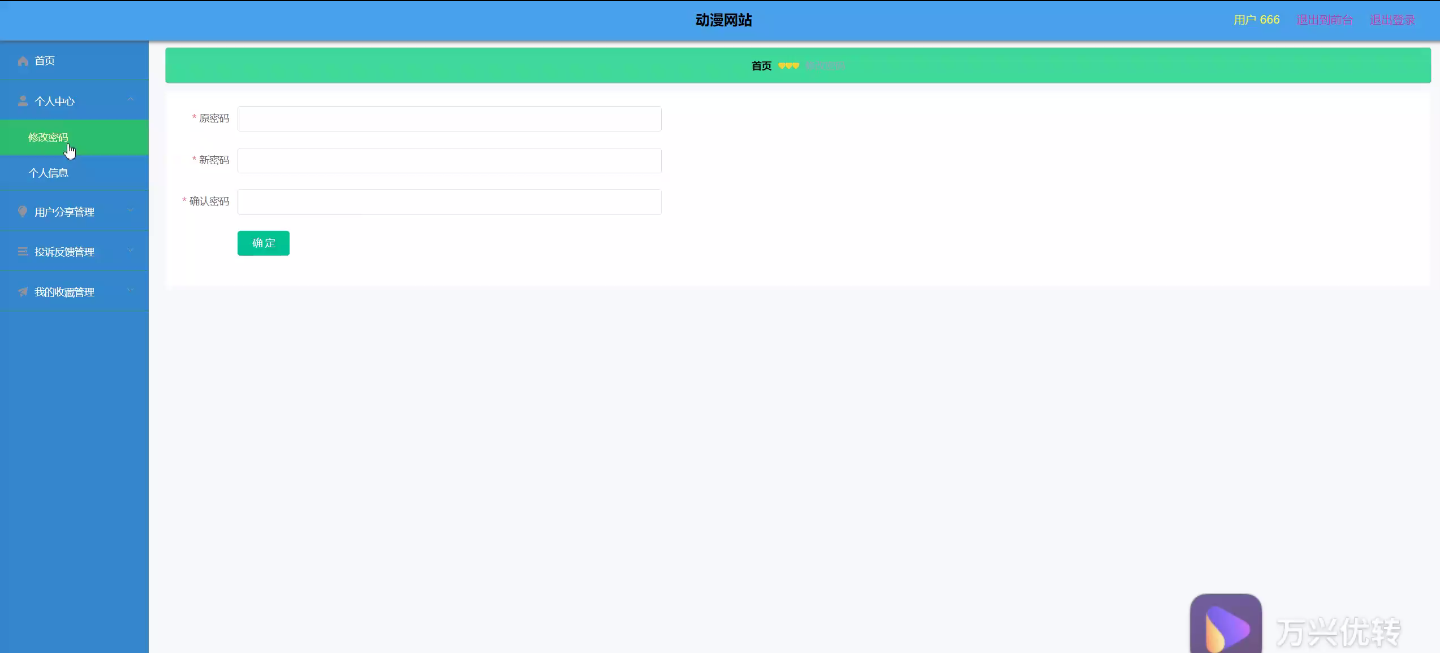 动漫网站
用户 666 退出到前台 退出登录
首页
个人中心
修改密码
个人信息
用户分享管理
投诉反馈管理
我的收藏管理
首页
* 原密码
* 新密码
* 确认密码
确定
万兴优转